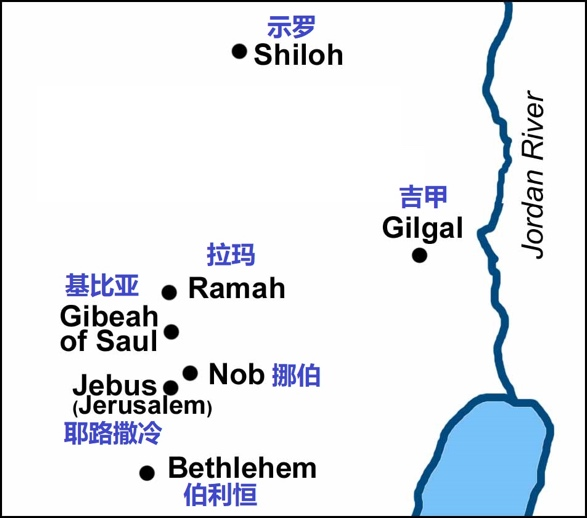 示罗
Shiloh
Jordan River
吉甲
Gilgal
拉玛
Ramah
基比亚
Gibeah
of Saul
Nob 挪伯
Jebus
(Jerusalem)
耶路撒冷
Bethlehem
伯利恒